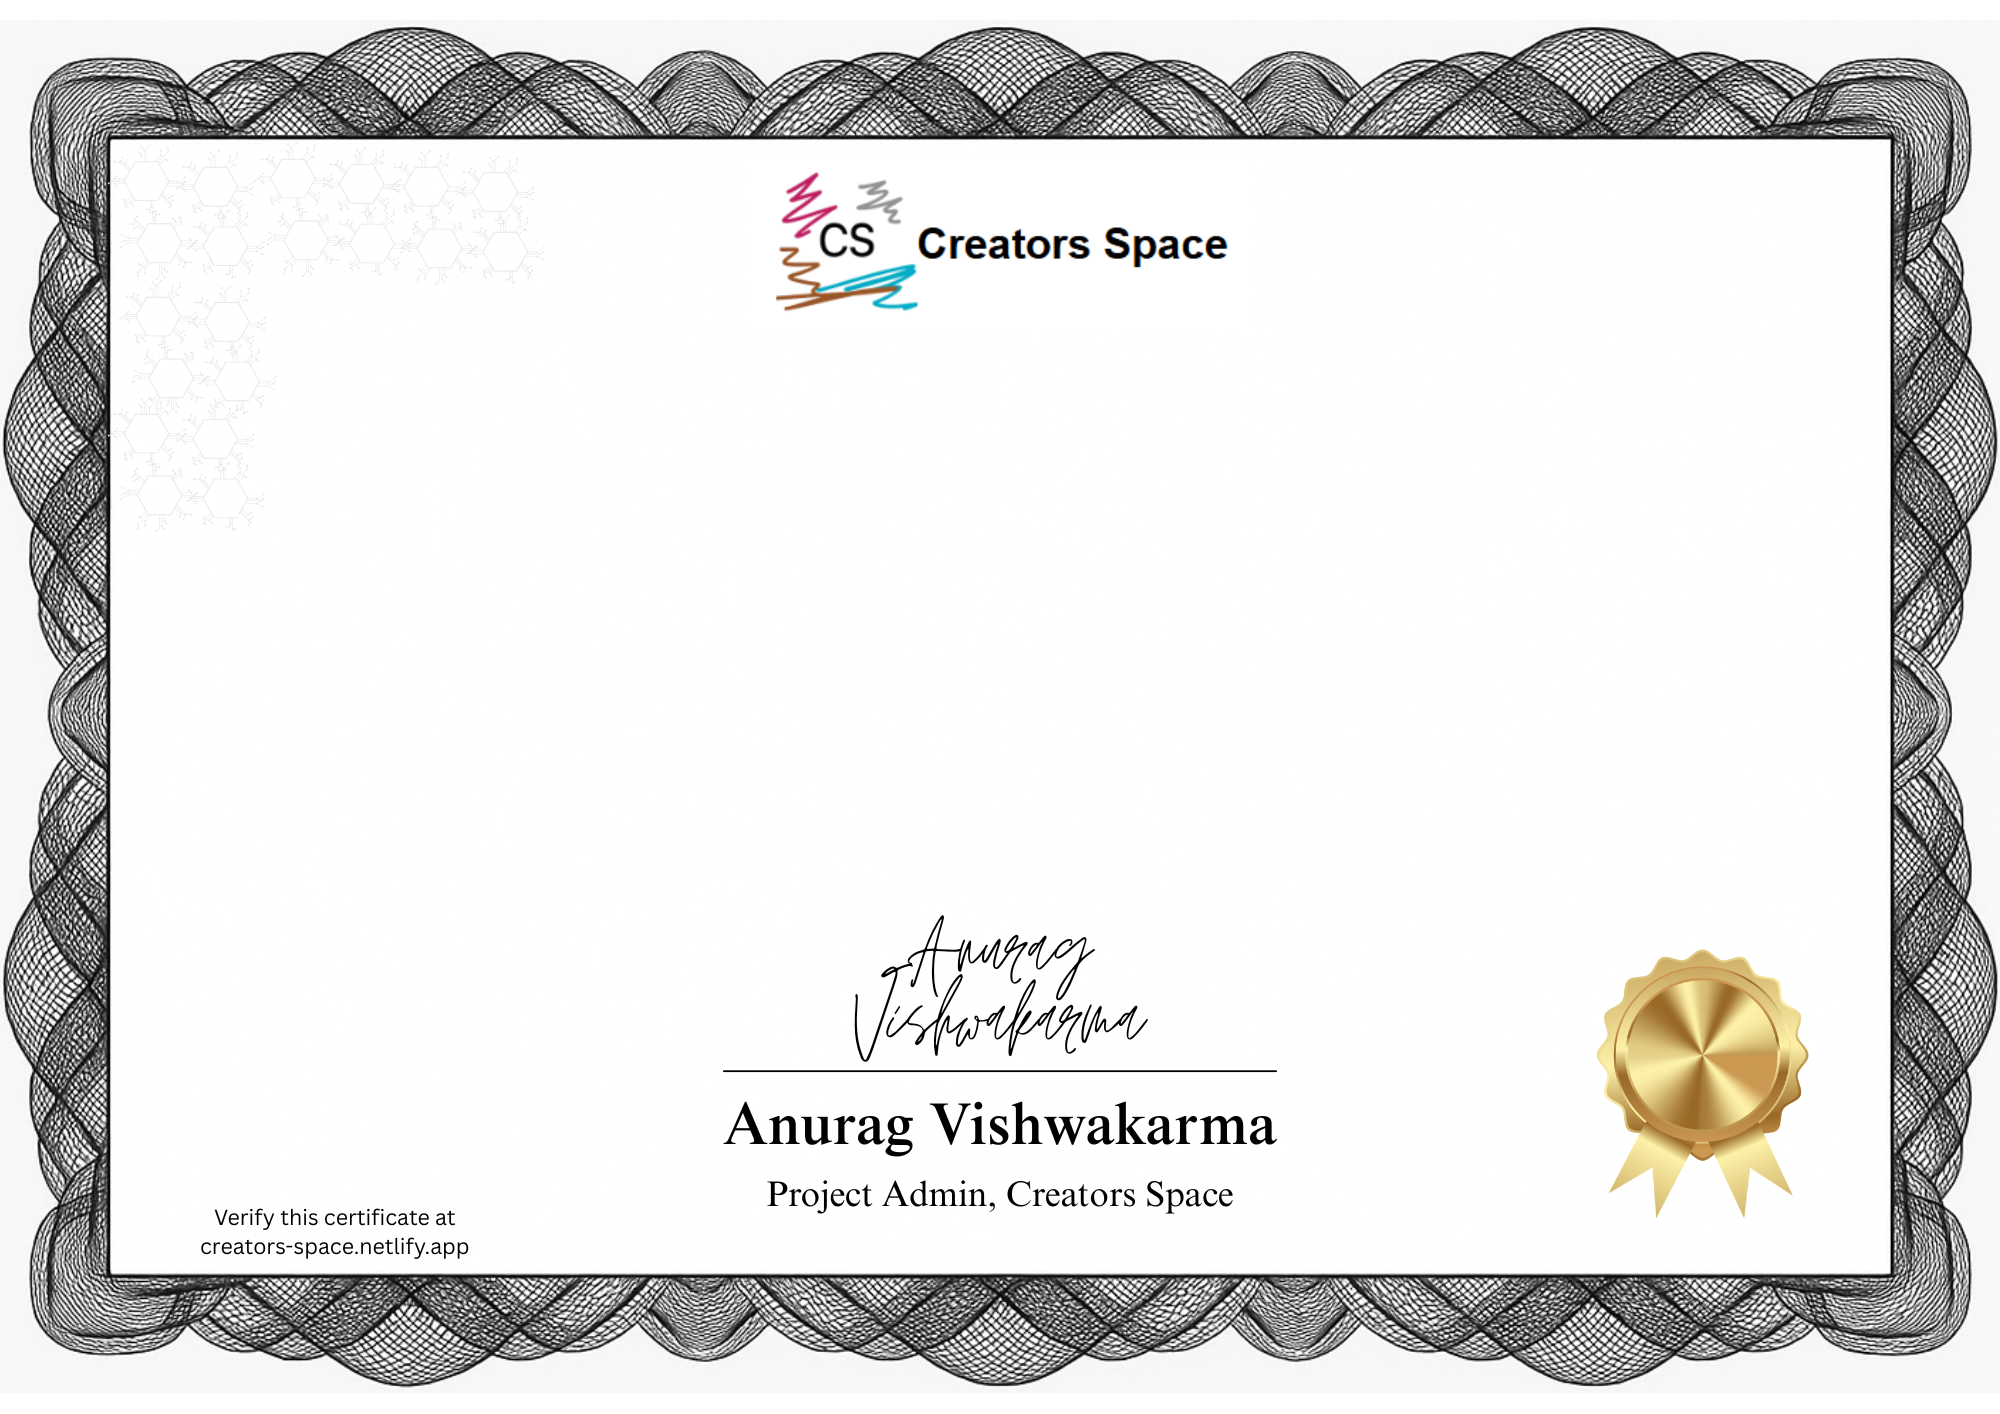 CS Creators Space
Anurag
Vishwakarma
Anurag Vishwakarma
Project Admin, Creators Space
Verify this certificate at
creators-space.netlify.app